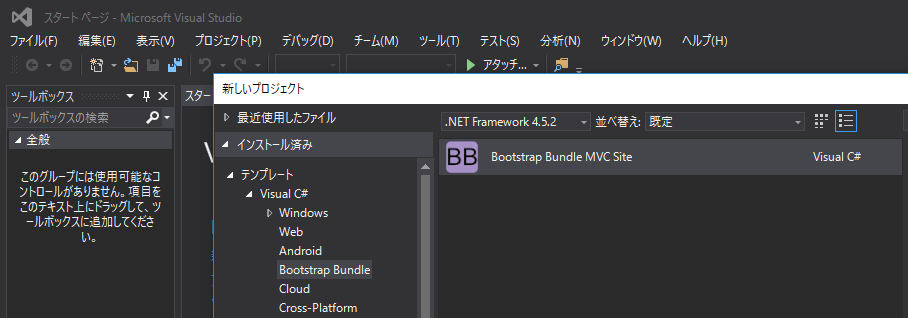 スタート ページ - Microsoft Visual Studio
ファイル(F) 編集(E) 表示(V) プロジェクト(P) デバッグ(D) チーム(M) ツール(T) テスト(S) 分析(N) ウィンドウ(W) ヘルプ(H)
アタッチ...
ツールボックス
ツールボックスの検索
全般
このグループには使用可能なコ
ントロールがありません。項目を
このテキスト上にドラッグして、ツ
ールボックスに追加してくださ
い。
スター
新しいプロジェクト
最近使用したファイル
インストール済み
テンプレート
Visual C#
Windows
Web
Android
Bootstrap Bundle
Cloud
Cross-Platform
.NET Framework 4.5.2 並べ替え: 既定
BB Bootstrap Bundle MVC Site Visual C#